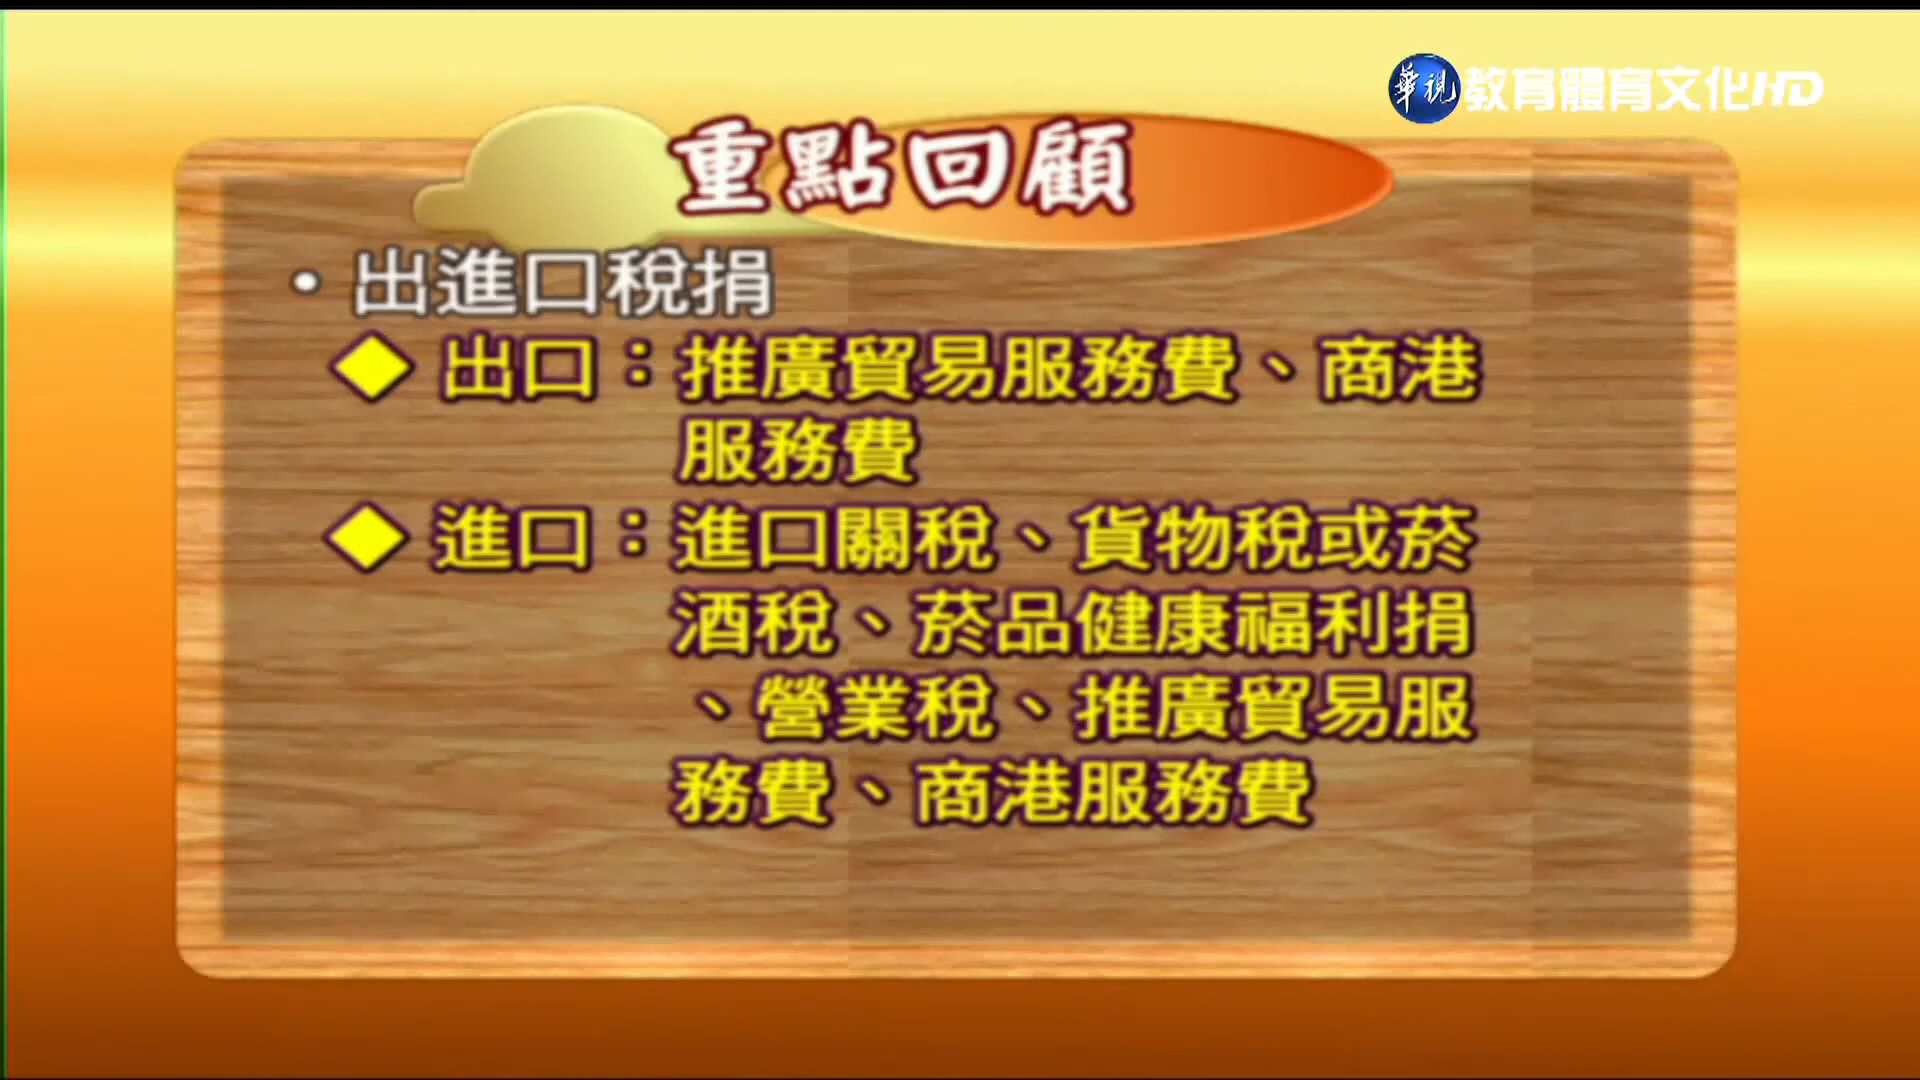 華視 教育體育文化HD
重點回顧
• 出進口稅捐
◆ 出口：推廣貿易服務費、商港
服務費
◆ 進口：進口關稅、貨物稅或菸
酒稅、菸品健康福利捐
、營業稅、推廣貿易服
務費、商港服務費